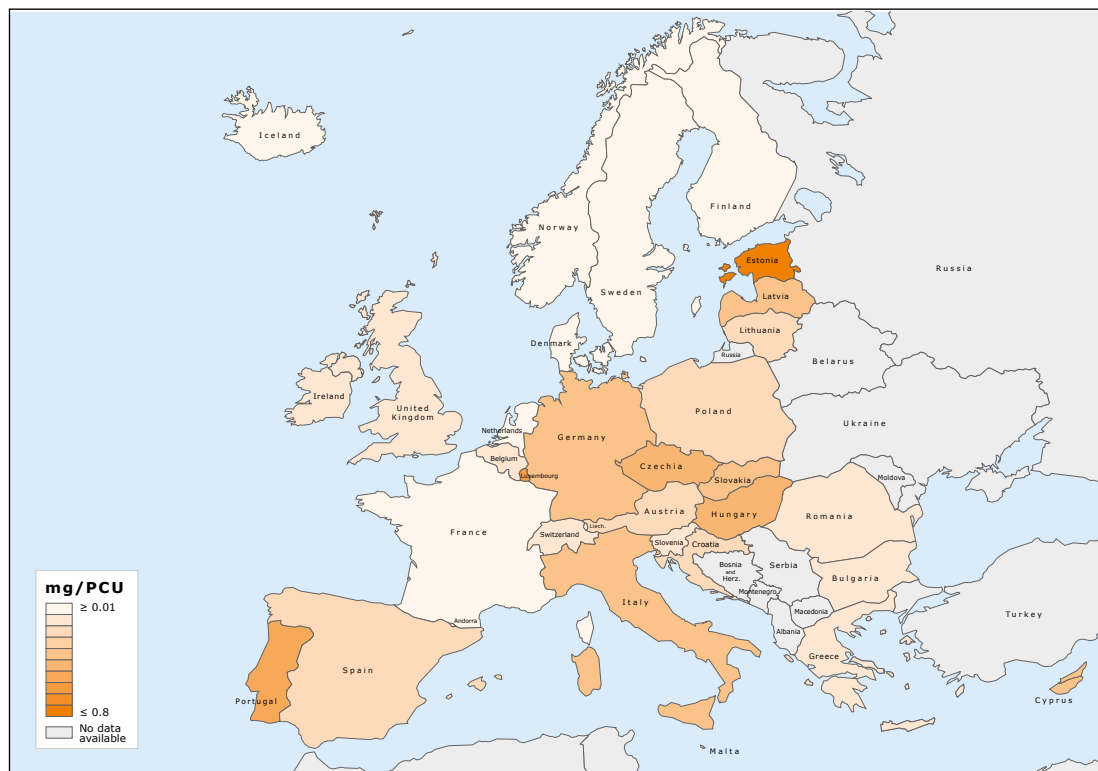 Iceland
Norway
Finland
Sweden
Estonia
Russia
Latvia
Lithuania
Denmark
Russia
Belarus
Ireland
United
Kingdom
Netherlands
Poland
Ukraine
Germany
Belgium
Luxembourg
Czechia
Slovakia
Moldova
France
Austria
Hungary
Romania
Liech.
Switzerland
Slovenia
Croatia
Bosnia
and
Herz.
Serbia
Bulgaria
Montenegro
Macedonia
Italy
Andorra
Albania
Turkey
Greece
Spain
Portugal
Cyprus
Malta
mg/PCU
≥ 0.01
≤ 0.8
No data
available